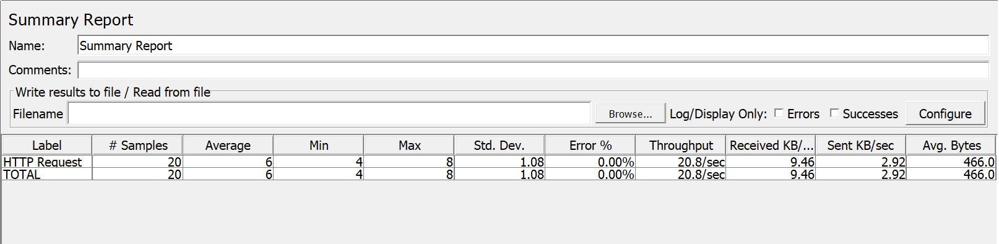 Summary Report
Name: Summary Report
Comments:
Write results to file / Read from file
Filename Browse... Log/Display Only: Errors Successes Configure
Label # Samples Average Min Max Std. Dev. Error % Throughput Received KB/... Sent KB/sec Avg. Bytes
HTTP Request 20 6 4 8 1.08 0.00% 20.8/sec 9.46 2.92 466.0
TOTAL 20 6 4 8 1.08 0.00% 20.8/sec 9.46 2.92 466.0